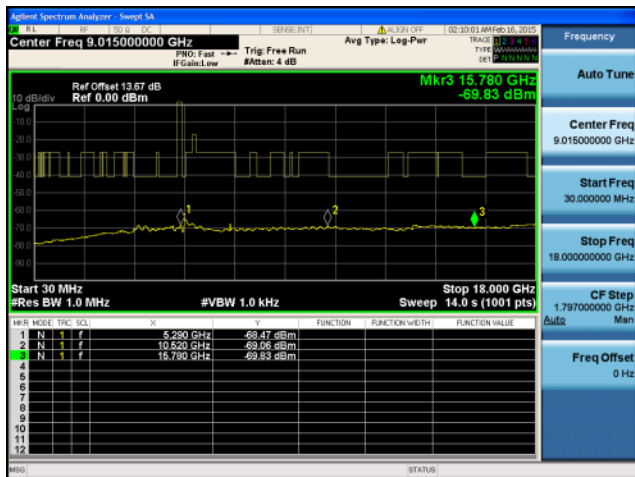 Agilent Spectrum Analyzer - Swept SA
RL RF 50 Ω DC SENSE:INT ALIGN OFF 02:10:01 AM Feb 16, 2015
Center Freq 9.015000000 GHz
PNO: Fast
IFGain:Low
Trig: Free Run
#Atten: 4 dB
Avg Type: Log-Pwr
TRACE 1 2 3 4 5 6
TYPE
DET P N N N N N
Mkr3 15.780 GHz
-69.83 dBm
Ref Offset 13.67 dB
10 dB/div Ref 0.00 dBm
Log
-10.0
-20.0
-30.0
-40.0
-50.0
-60.0
-70.0
-80.0
-90.0
1
2
3
Start 30 MHz Stop 18.000 GHz
#Res BW 1.0 MHz #VBW 1.0 kHz Sweep 14.0 s (1001 pts)
MKR MODE TRC SCL X Y FUNCTION FUNCTION WIDTH FUNCTION VALUE
1 N 1 f 5.290 GHz -68.47 dBm
2 N 1 f 10.520 GHz -69.06 dBm
3 N 1 f 15.780 GHz -69.83 dBm
4
5
6
7
8
9
10
11
12
MSG STATUS
Frequency
Auto Tune
Center Freq
9.015000000 GHz
Start Freq
30.000000 MHz
Stop Freq
18.000000000 GHz
CF Step
1.797000000 GHz
Auto Man
Freq Offset
0 Hz